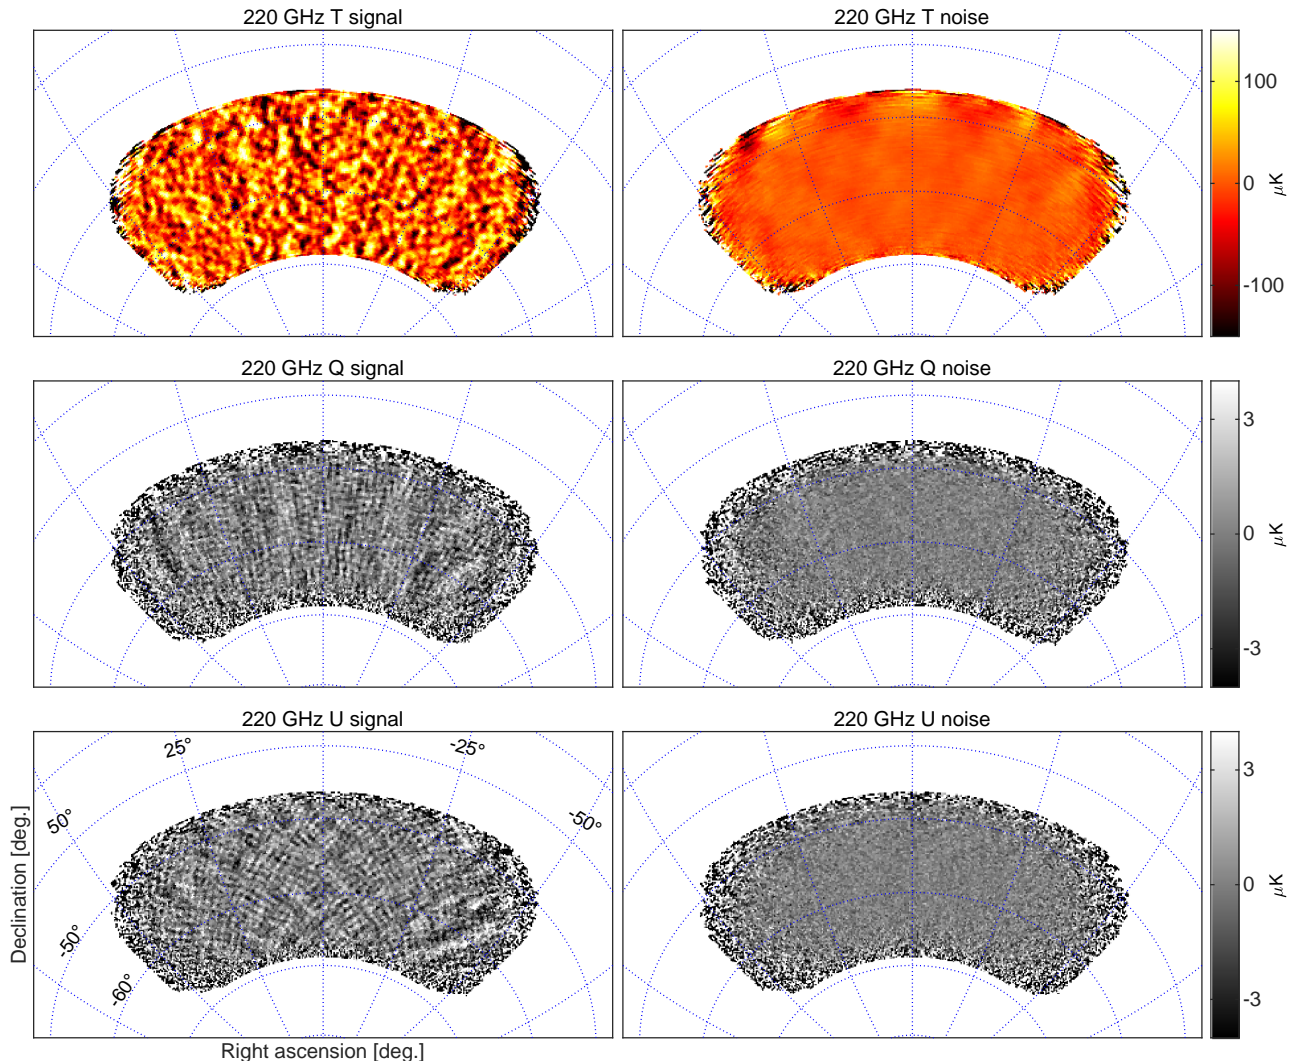 220 GHz T signal
220 GHz T noise
100
0
-100
μK
220 GHz Q signal
220 GHz Q noise
3
0
-3
μK
220 GHz U signal
220 GHz U noise
25°
-25°
50°
-50°
-50°
-60°
3
0
-3
μK
Declination [deg.]
Right ascension [deg.]